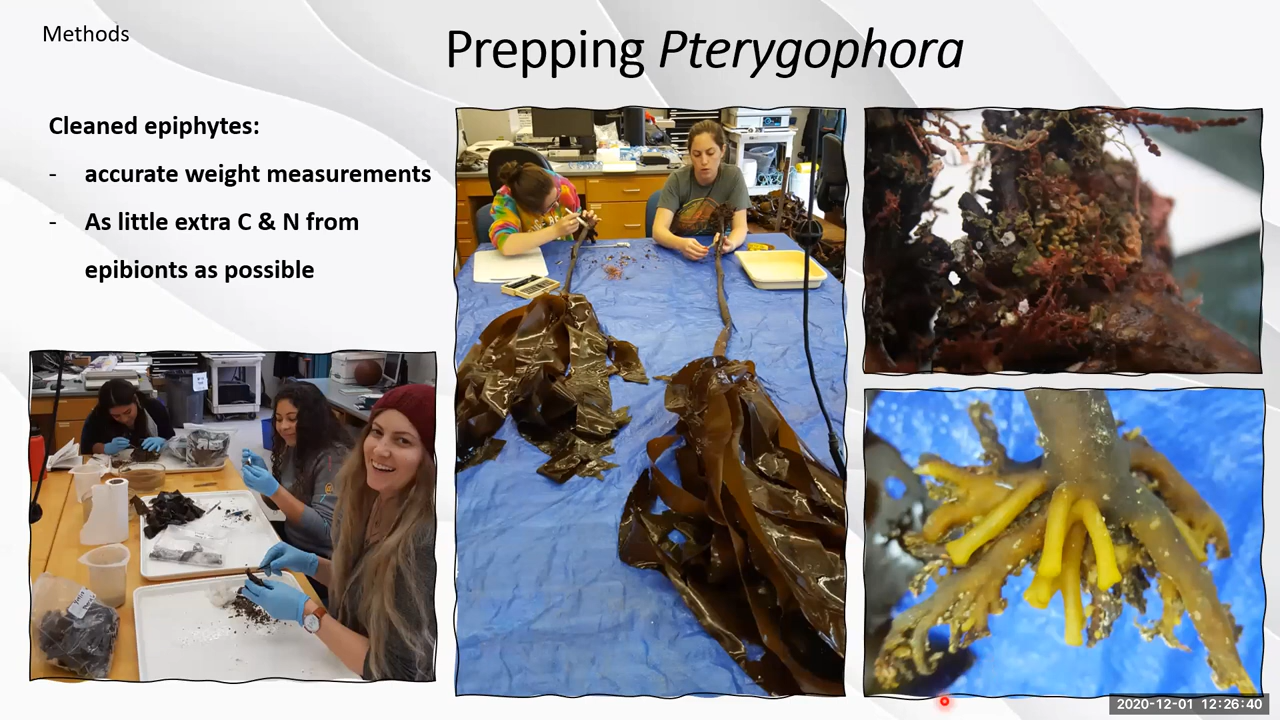 Methods
Prepping Pterygophora
Cleaned epiphytes:
- accurate weight measurements
- As little extra C & N from
epibionts as possible
2020-12-01 12:26:40